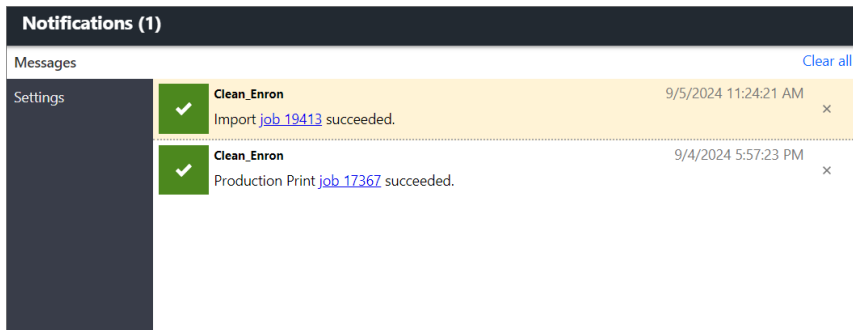 Notifications (1)
Messages
Clear all
Settings
Clean_Enron
9/5/2024 11:24:21 AM
Import job 19413 succeeded.
Clean_Enron
9/4/2024 5:57:23 PM
Production Print job 17367 succeeded.